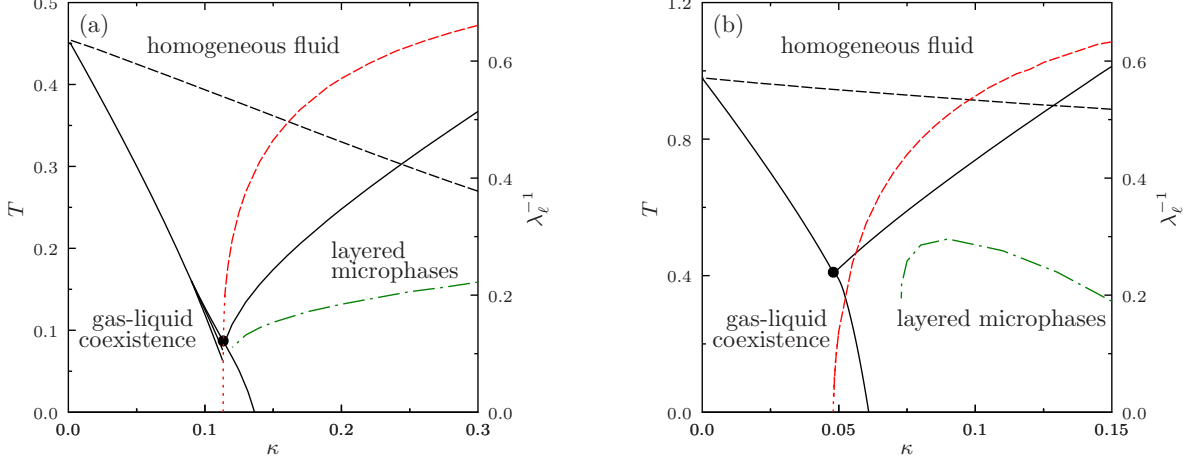 (a)
homogeneous fluid
layered
microphases
gas-liquid
coexistence
0.5
0.4
0.3
0.2
0.1
0.0
T
0.0
0.1
0.2
0.3
κ
0.6
0.4
0.2
0.0
λℓ⁻¹
(b)
homogeneous fluid
gas-liquid
coexistence
layered microphases
1.2
0.8
0.4
0.0
T
0.0
0.05
0.10
0.15
κ
0.6
0.4
0.2
0.0
λℓ⁻¹